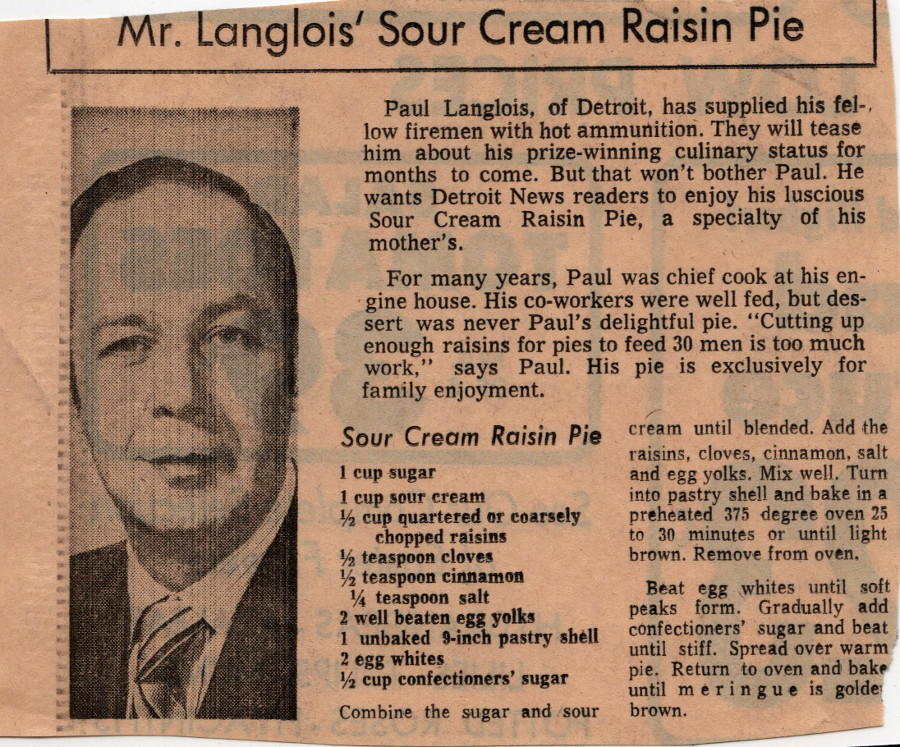 Mr. Langlois' Sour Cream Raisin Pie
Paul Langlois, of Detroit, has supplied his fel-
low firemen with hot ammunition. They will tease
him about his prize-winning culinary status for
months to come. But that won't bother Paul. He
wants Detroit News readers to enjoy his luscious
Sour Cream Raisin Pie, a specialty of his
mother's.
For many years, Paul was chief cook at his en-
gine house. His co-workers were well fed, but des-
sert was never Paul's delightful pie. "Cutting up
enough raisins for pies to feed 30 men is too much
work," says Paul. His pie is exclusively for
family enjoyment.
Sour Cream Raisin Pie
1 cup sugar
1 cup sour cream
½ cup quartered or coarsely
chopped raisins
½ teaspoon cloves
½ teaspoon cinnamon
¼ teaspoon salt
2 well beaten egg yolks
1 unbaked 9-inch pastry shell
2 egg whites
½ cup confectioners' sugar
Combine the sugar and sour
cream until blended. Add the
raisins, cloves, cinnamon, salt
and egg yolks. Mix well. Turn
into pastry shell and bake in a
preheated 375 degree oven 25
to 30 minutes or until light
brown. Remove from oven.
Beat egg whites until soft
peaks form. Gradually add
confectioners' sugar and beat
until stiff. Spread over warm
pie. Return to oven and bake
until meringue is golde
brown.